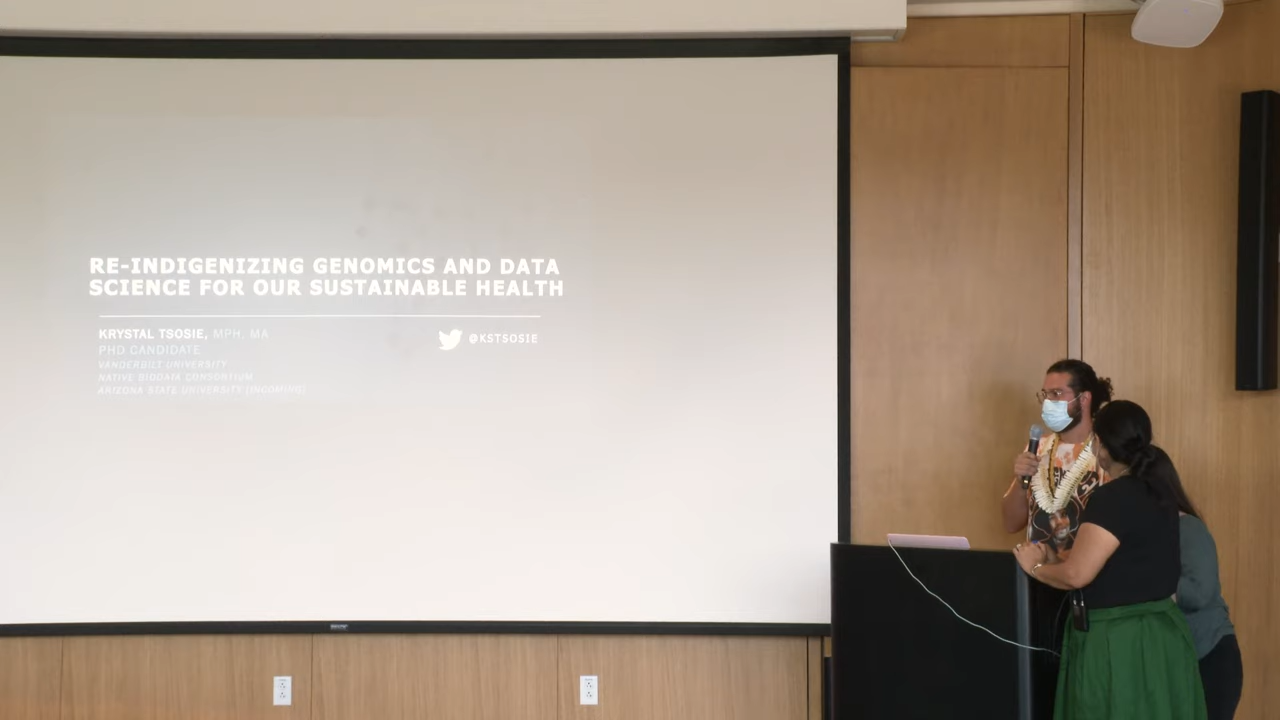 RE-INDIGENIZING GENOMICS AND DATA
SCIENCE FOR OUR SUSTAINABLE HEALTH
KRYSTAL TSOSIE, MPH, MA
@KSTSOSIE
PHD CANDIDATE
VANDERBILT UNIVERSITY
NATIVE BIODATA CONSORTIUM
ARIZONA STATE UNIVERSITY (INCOMING)